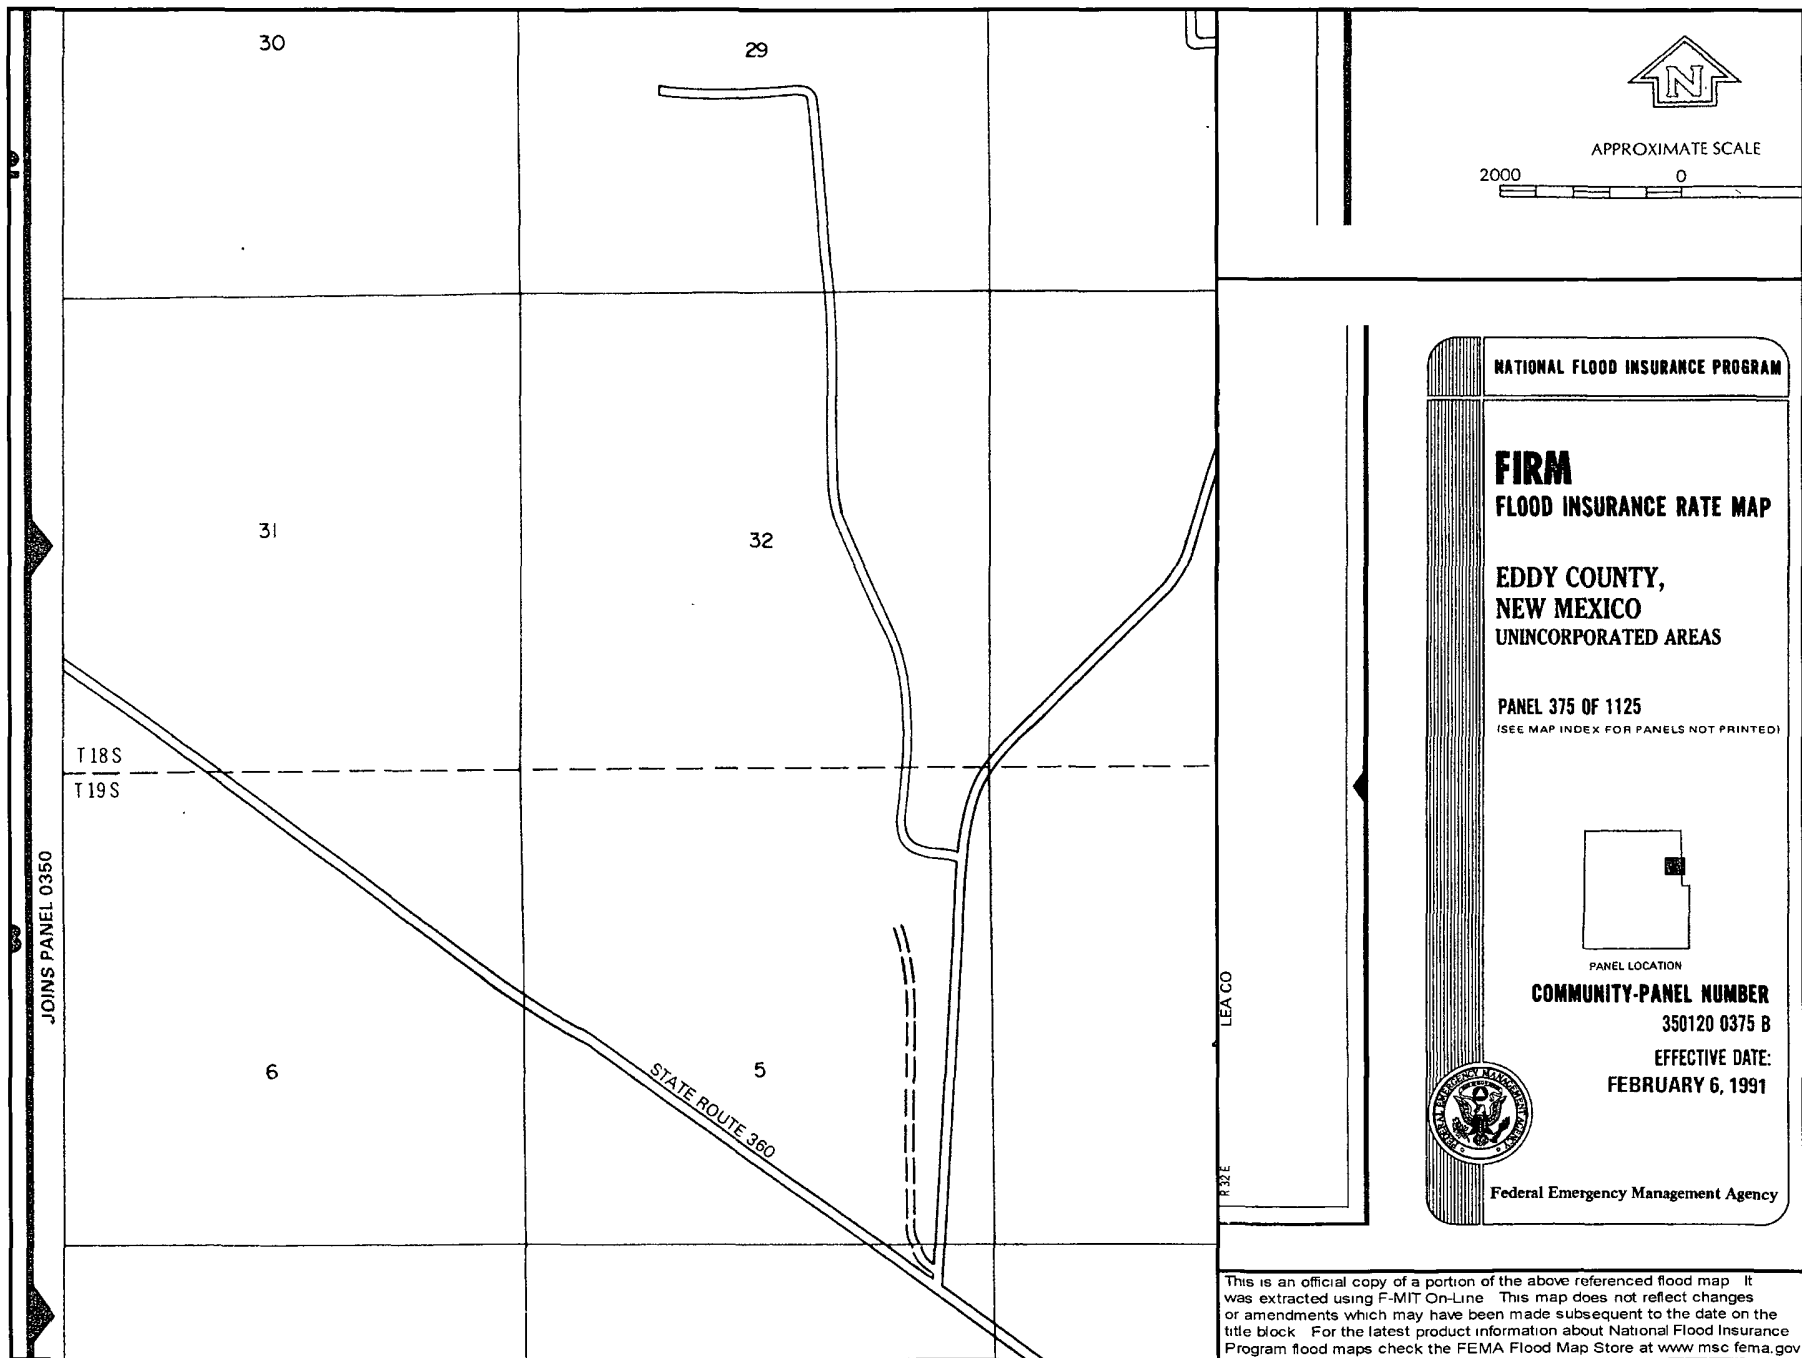 30
29
31
32
T18S
T19S
JOINS PANEL 0350
6
5
STATE ROUTE 360
LEA CO
R 32 E
N
APPROXIMATE SCALE
2000 0
NATIONAL FLOOD INSURANCE PROGRAM
FIRM
FLOOD INSURANCE RATE MAP
EDDY COUNTY,
NEW MEXICO
UNINCORPORATED AREAS
PANEL 375 OF 1125
(SEE MAP INDEX FOR PANELS NOT PRINTED)
PANEL LOCATION
COMMUNITY-PANEL NUMBER
350120 0375 B
EFFECTIVE DATE:
FEBRUARY 6, 1991
FEDERAL EMERGENCY MANAGEMENT AGENCY
Federal Emergency Management Agency
This is an official copy of a portion of the above referenced flood map It
was extracted using F-MIT On-Line This map does not reflect changes
or amendments which may have been made subsequent to the date on the
title block For the latest product information about National Flood Insurance
Program flood maps check the FEMA Flood Map Store at www msc fema.gov